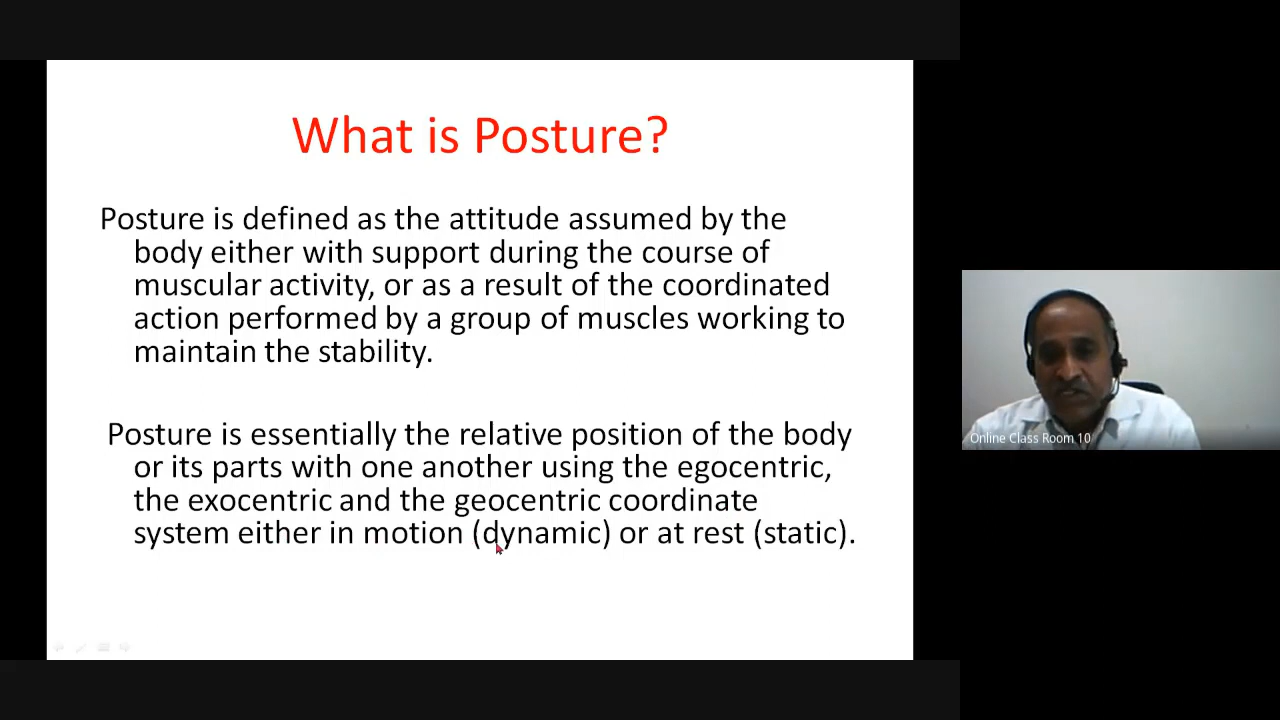 What is Posture?
Posture is defined as the attitude assumed by the
body either with support during the course of
muscular activity, or as a result of the coordinated
action performed by a group of muscles working to
maintain the stability.
Posture is essentially the relative position of the body
or its parts with one another using the egocentric,
the exocentric and the geocentric coordinate
system either in motion (dynamic) or at rest (static).
Online Class Room 10